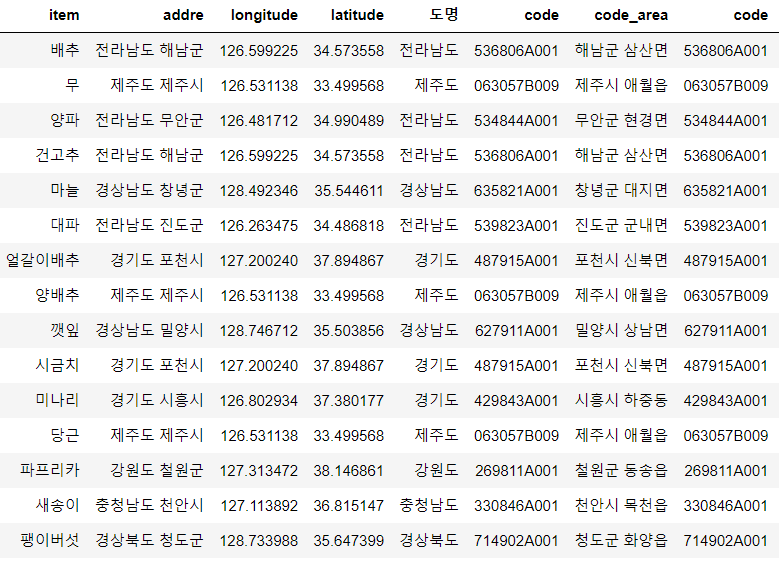 item addre longitude latitude 도명 code code_area code
배추 전라남도 해남군 126.599225 34.573558 전라남도 536806A001 해남군 삼산면 536806A001
무 제주도 제주시 126.531138 33.499568 제주도 063057B009 제주시 애월읍 063057B009
양파 전라남도 무안군 126.481712 34.990489 전라남도 534844A001 무안군 현경면 534844A001
건고추 전라남도 해남군 126.599225 34.573558 전라남도 536806A001 해남군 삼산면 536806A001
마늘 경상남도 창녕군 128.492346 35.544611 경상남도 635821A001 창녕군 대지면 635821A001
대파 전라남도 진도군 126.263475 34.486818 전라남도 539823A001 진도군 군내면 539823A001
얼갈이배추 경기도 포천시 127.200240 37.894867 경기도 487915A001 포천시 신북면 487915A001
양배추 제주도 제주시 126.531138 33.499568 제주도 063057B009 제주시 애월읍 063057B009
깻잎 경상남도 밀양시 128.746712 35.503856 경상남도 627911A001 밀양시 상남면 627911A001
시금치 경기도 포천시 127.200240 37.894867 경기도 487915A001 포천시 신북면 487915A001
미나리 경기도 시흥시 126.802934 37.380177 경기도 429843A001 시흥시 하중동 429843A001
당근 제주도 제주시 126.531138 33.499568 제주도 063057B009 제주시 애월읍 063057B009
파프리카 강원도 철원군 127.313472 38.146861 강원도 269811A001 철원군 동송읍 269811A001
새송이 충청남도 천안시 127.113892 36.815147 충청남도 330846A001 천안시 목천읍 330846A001
팽이버섯 경상북도 청도군 128.733988 35.647399 경상북도 714902A001 청도군 화양읍 714902A001